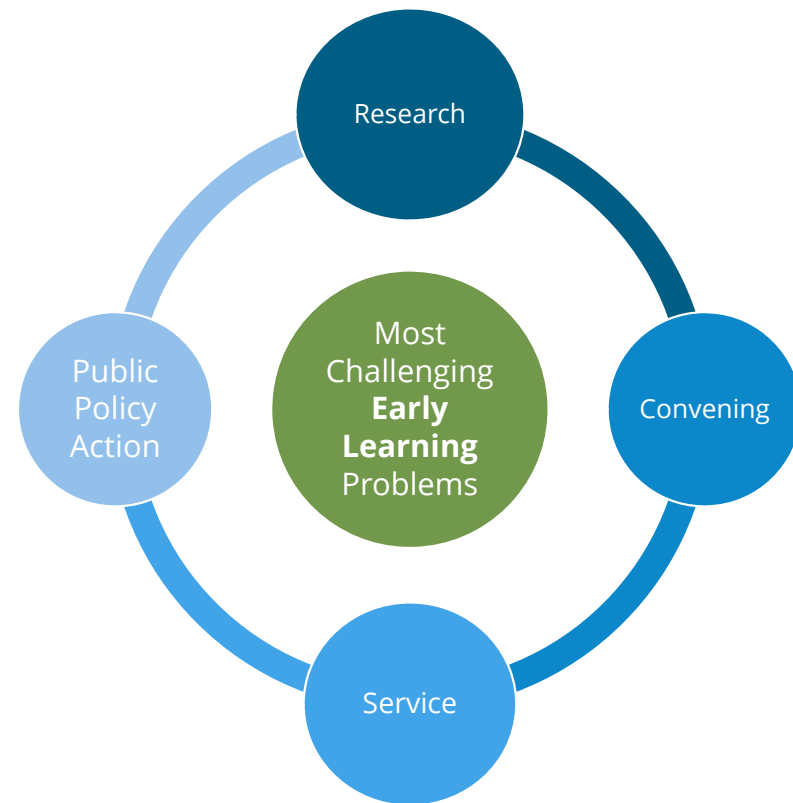 Research
Most
Challenging
Early
Learning
Problems
Public
Policy
Action
Convening
Service